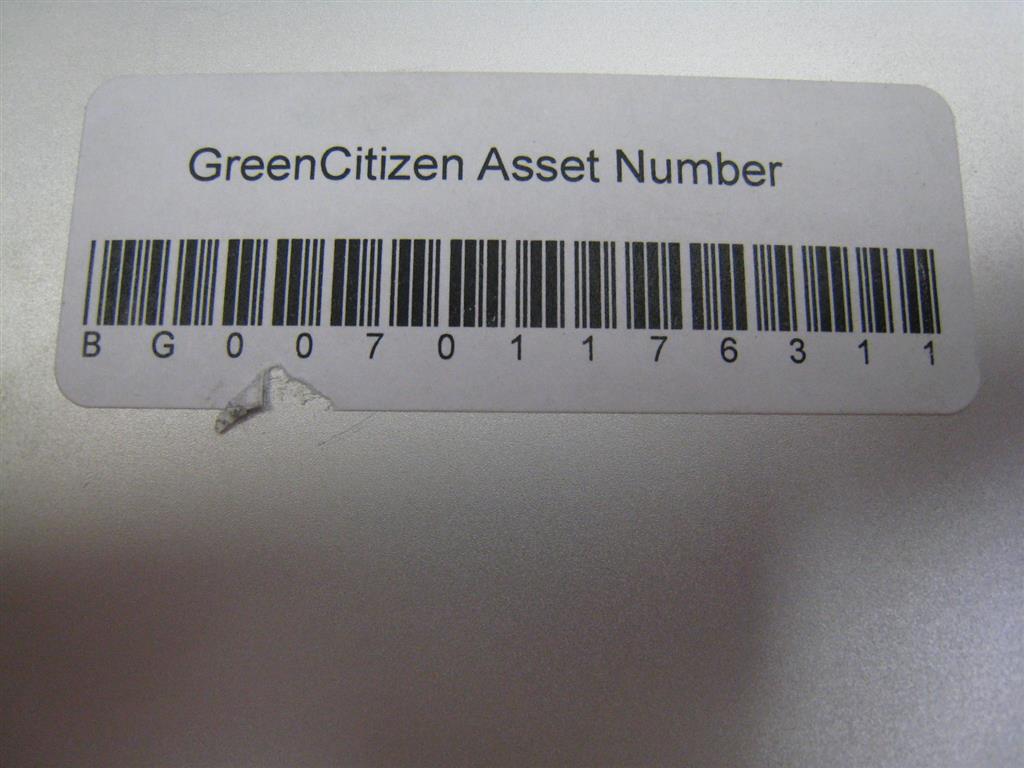 GreenCitizen Asset Number
B G 0 0 7 0 1 1 7 6 3 1 1